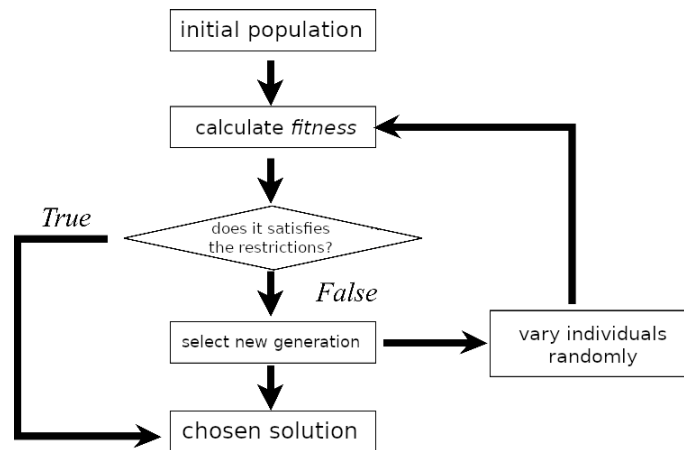 initial population
calculate fitness
True
does it satisfies
the restrictions?
False
select new generation
vary individuals
randomly
chosen solution